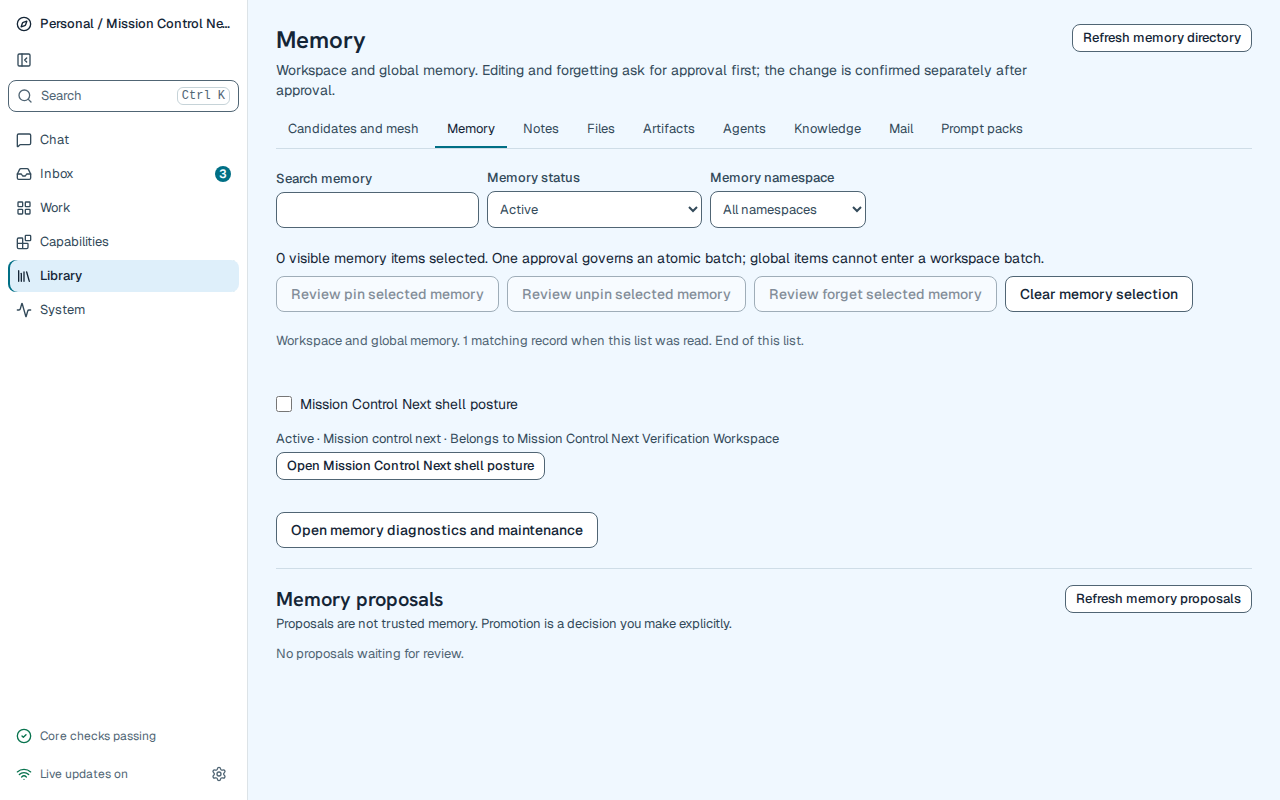 Personal / Mission Control Ne...
Search
Ctrl K
Chat
Inbox
3
Work
Capabilities
Library
System
Core checks passing
Live updates on
Memory
Refresh memory directory
Workspace and global memory. Editing and forgetting ask for approval first; the change is confirmed separately after
approval.
Candidates and mesh
Memory
Notes
Files
Artifacts
Agents
Knowledge
Mail
Prompt packs
Search memory
Memory status
Memory namespace
Active
All namespaces
0 visible memory items selected. One approval governs an atomic batch; global items cannot enter a workspace batch.
Review pin selected memory
Review unpin selected memory
Review forget selected memory
Clear memory selection
Workspace and global memory. 1 matching record when this list was read. End of this list.
Mission Control Next shell posture
Active · Mission control next · Belongs to Mission Control Next Verification Workspace
Open Mission Control Next shell posture
Open memory diagnostics and maintenance
Memory proposals
Refresh memory proposals
Proposals are not trusted memory. Promotion is a decision you make explicitly.
No proposals waiting for review.